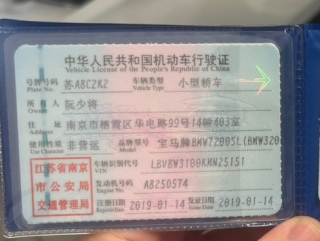 中华人民共和国机动车行驶证
Vehicle License of the People's Republic of China
号牌号码 苏A8C2K2 车辆类型 小型轿车
Plate No. Vehicle Type
所有人 阮少将
Owner
住址 南京市栖霞区华电路99号14幢403室
Address
使用性质 非营运 品牌型号 宝马牌BMW7200SL(BMW320
Use Character Model
江苏省南京市公安局交通管理局
车辆识别代号 LBV8W3100KMN25151
VIN
发动机号码 A8250574
Engine No.
注册日期 2019-01-14 发证日期 2019-01-14
Register Date Issue Date